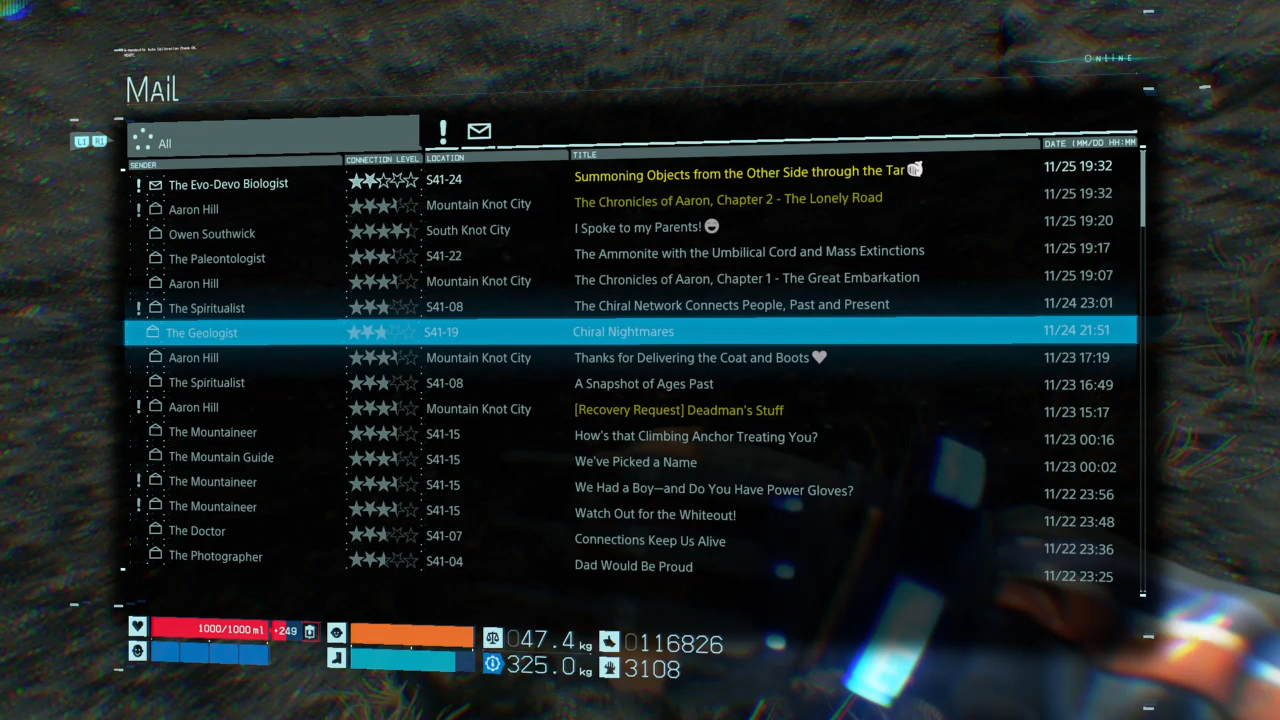 Online
Mail
L1 R1 All
SENDER CONNECTION LEVEL LOCATION TITLE DATE (MM/DD HH:MM
The Evo-Devo Biologist S41-24 Summoning Objects from the Other Side through the Tar 11/25 19:32
Aaron Hill Mountain Knot City The Chronicles of Aaron, Chapter 2 - The Lonely Road 11/25 19:32
Owen Southwick South Knot City I Spoke to my Parents! 11/25 19:20
The Paleontologist S41-22 The Ammonite with the Umbilical Cord and Mass Extinctions 11/25 19:17
Aaron Hill Mountain Knot City The Chronicles of Aaron, Chapter 1 - The Great Embarkation 11/25 19:07
The Spiritualist S41-08 The Chiral Network Connects People, Past and Present 11/24 23:01
The Geologist S41-19 Chiral Nightmares 11/24 21:51
Aaron Hill Mountain Knot City Thanks for Delivering the Coat and Boots 11/23 17:19
The Spiritualist S41-08 A Snapshot of Ages Past 11/23 16:49
Aaron Hill Mountain Knot City [Recovery Request] Deadman's Stuff 11/23 15:17
The Mountaineer S41-15 How's that Climbing Anchor Treating You? 11/23 00:16
The Mountain Guide S41-15 We've Picked a Name 11/23 00:02
The Mountaineer S41-15 We Had a Boy—and Do You Have Power Gloves? 11/22 23:56
The Mountaineer S41-15 Watch Out for the Whiteout! 11/22 23:48
The Doctor S41-07 Connections Keep Us Alive 11/22 23:36
The Photographer S41-04 Dad Would Be Proud 11/22 23:25
1000/1000 ml +249 047.4 kg 0116826
325.0 kg 3108